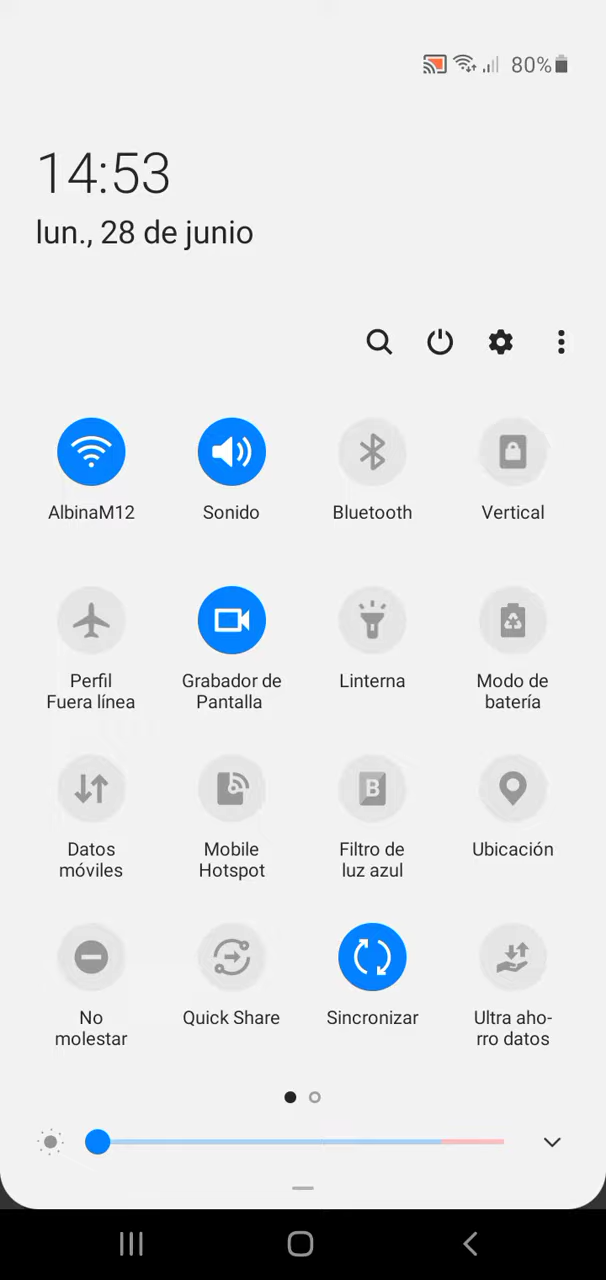 80%
14:53
lun., 28 de junio
AlbinaM12
Sonido
Bluetooth
Vertical
Perfil
Fuera línea
Grabador de
Pantalla
Linterna
Modo de
batería
Datos
móviles
Mobile
Hotspot
B
Filtro de
luz azul
Ubicación
No
molestar
Quick Share
Sincronizar
Ultra aho-
rro datos